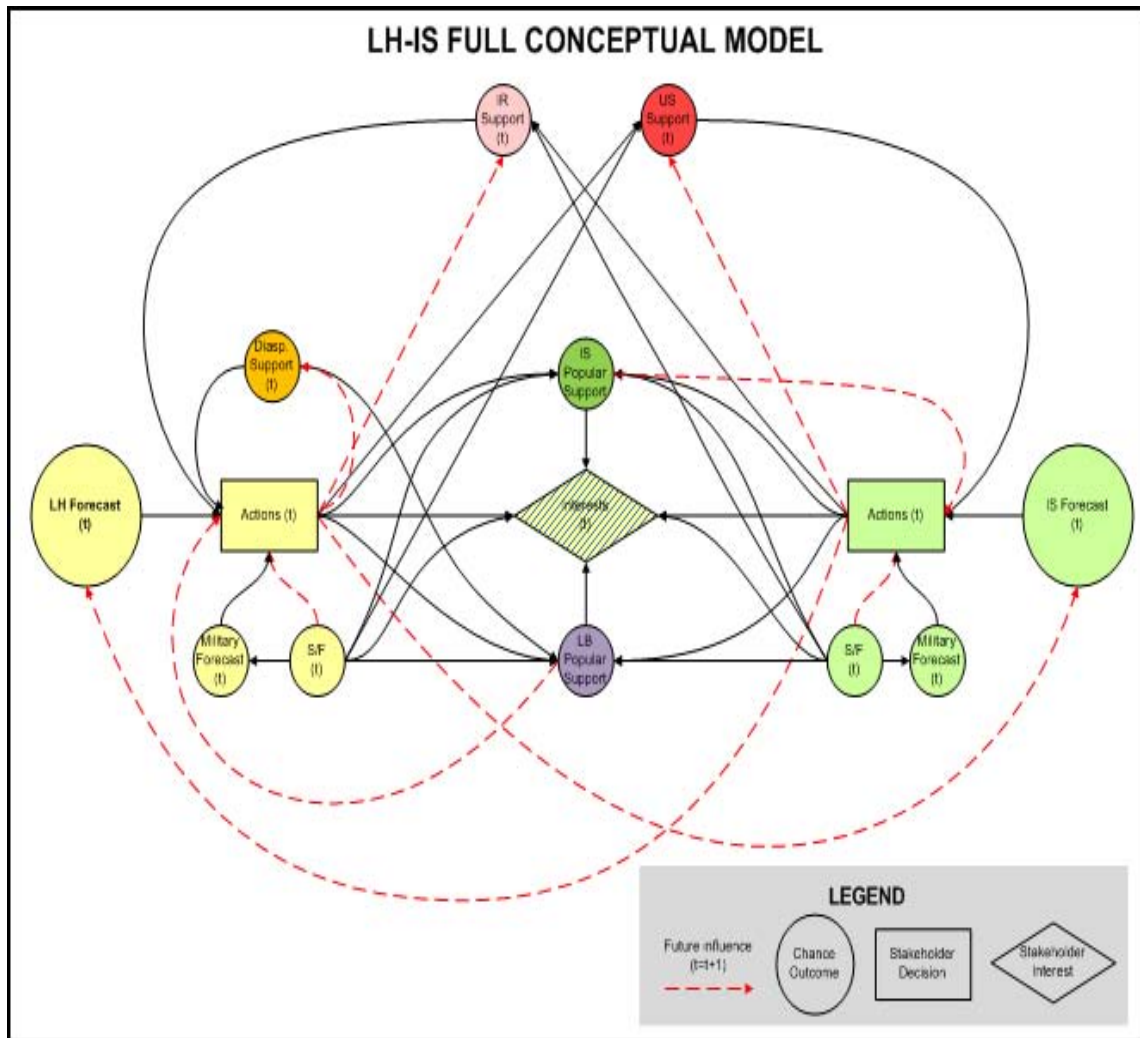 LH-IS FULL CONCEPTUAL MODEL
IR
Support
(t)
US
Support
(t)
Diasp.
Support
(t)
IS
Popular
Support
LH Forecast
(t)
Actions (t)
Interests
(t)
Actions (t)
IS Forecast
(t)
Military
Forecast
(t)
S/F
(t)
LB
Popular
Support
S/F
(t)
Military
Forecast
(t)
LEGEND
Future influence
(t=t+1)
Chance
Outcome
Stakeholder
Decision
Stakeholder
Interest